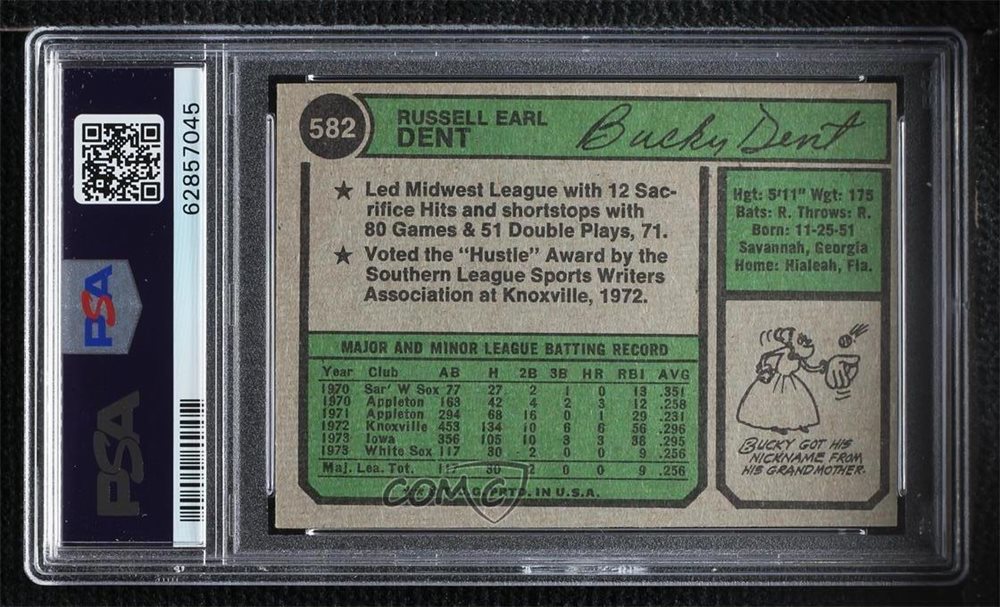 62857045
PSA
PSA
582
RUSSELL EARL
DENT
Bucky Dent
★ Led Midwest League with 12 Sac-
rifice Hits and shortstops with
80 Games & 51 Double Plays, 71.
★ Voted the "Hustle" Award by the
Southern League Sports Writers
Association at Knoxville, 1972.
Hgt: 5'11" Wgt: 175
Bats: R. Throws: R.
Born: 11-25-51
Savannah, Georgia
Home: Hialeah, Fla.
MAJOR AND MINOR LEAGUE BATTING RECORD
Year Club AB H 2B 3B HR RBI AVG
1970 Sar' W Sox 77 27 2 1 0 13 .351
1970 Appleton 163 42 4 2 3 12 .258
1971 Appleton 294 68 16 0 1 29 .231
1972 Knoxville 453 134 10 6 6 56 .296
1973 Iowa 356 105 10 3 3 38 .295
1973 White Sox 117 30 2 0 0 9 .256
Maj. Lea. Tot. 117 30 2 0 0 9 .256
PRTD. IN U.S.A.
COMC
BUCKY GOT HIS
NICKNAME FROM
HIS GRANDMOTHER.